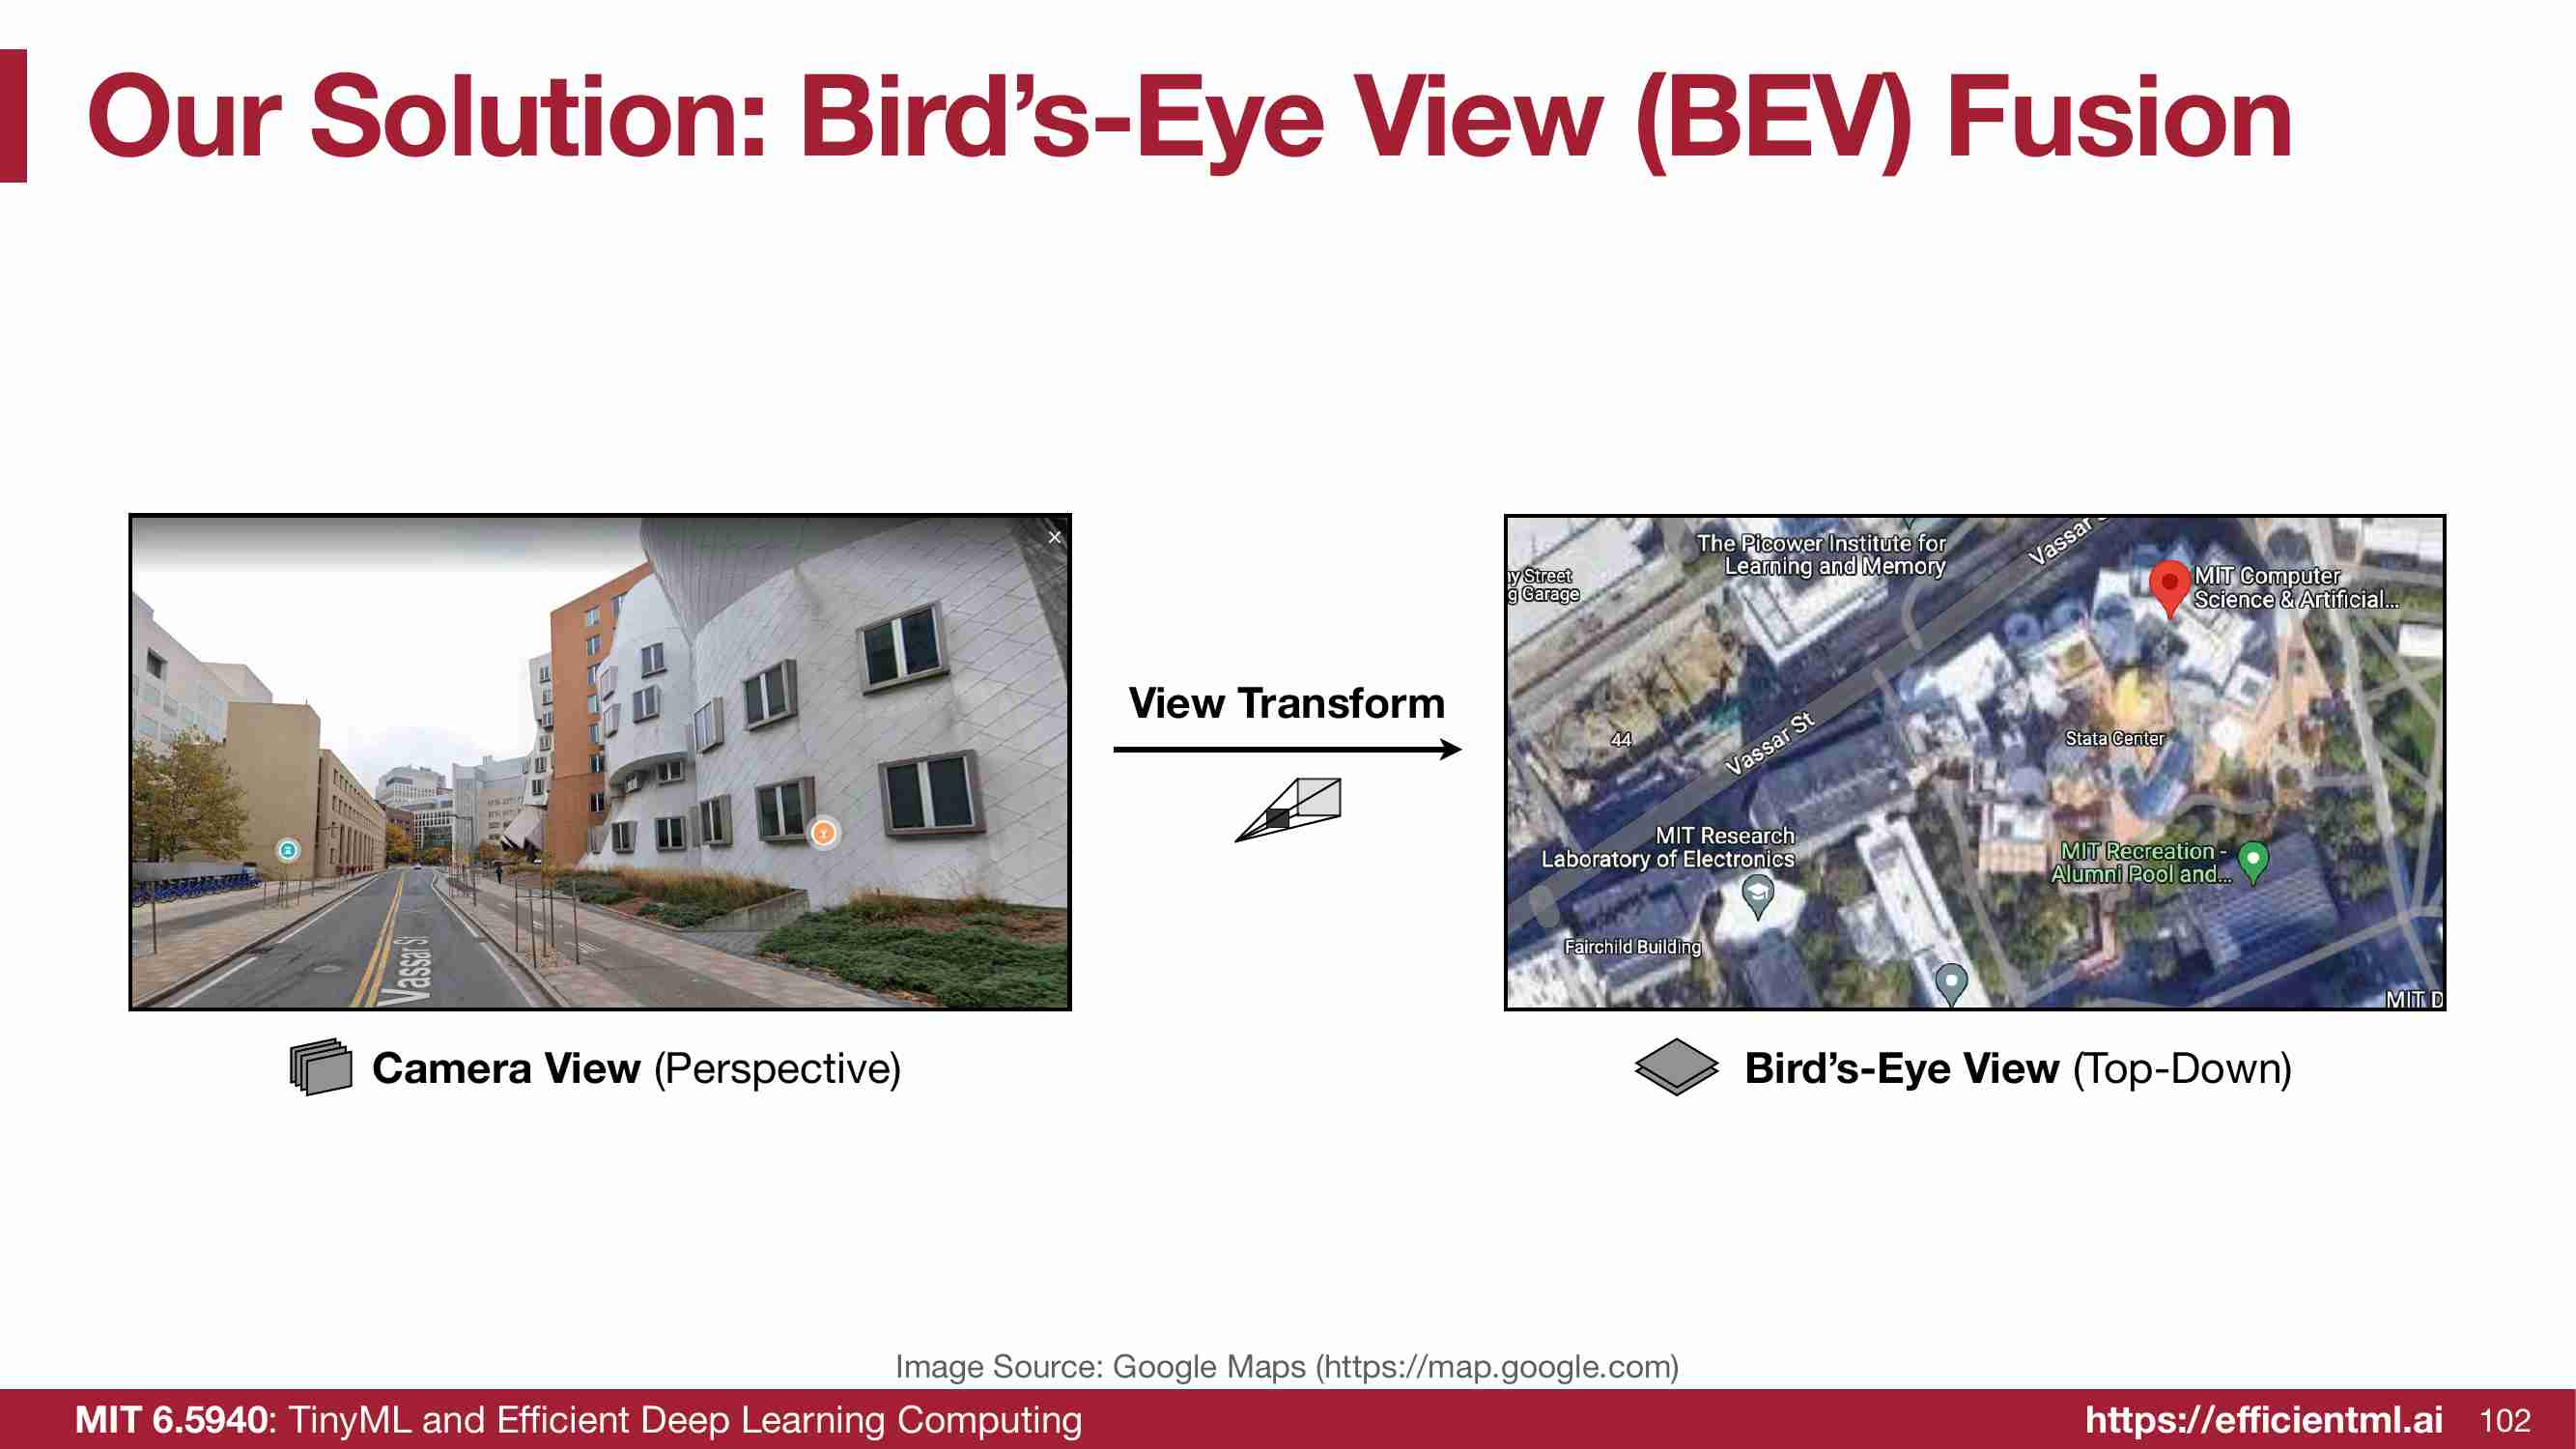 Our Solution: Bird’s-Eye View (BEV) Fusion
Vassar St
View Transform
The Picower Institute for
Learning and Memory
Vassar
y Street
g Garage
MIT Computer
Science & Artificial...
44
Vassar St
Stata Center
MIT Research
Laboratory of Electronics
MIT Recreation -
Alumni Pool and...
Fairchild Building
MIT D
Camera View (Perspective)
Bird’s-Eye View (Top-Down)
Image Source: Google Maps (https://map.google.com)
MIT 6.5940: TinyML and Efficient Deep Learning Computing
https://efficientml.ai 102